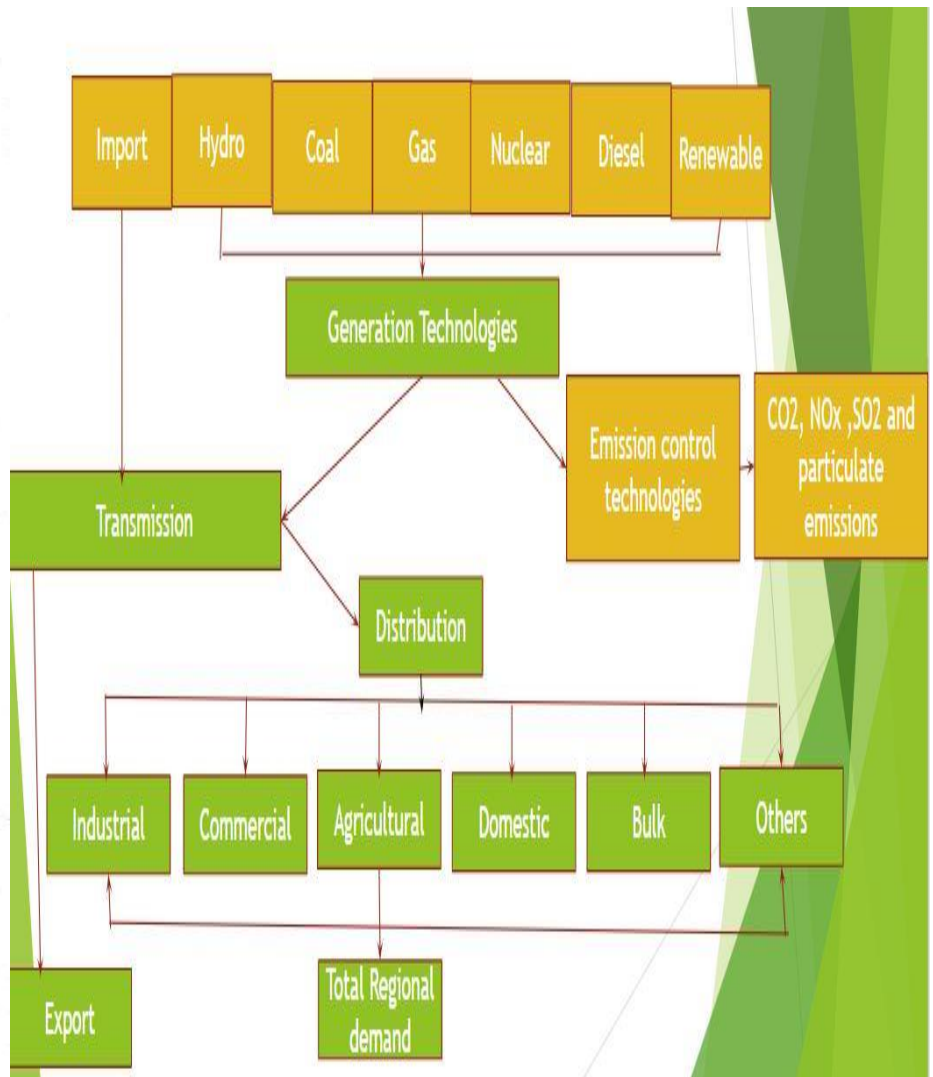 Import
Hydro
Coal
Gas
Nuclear
Diesel
Renewable
Generation Technologies
Emission control
technologies
CO2, NOx ,SO2 and
particulate
emissions
Transmission
Distribution
Industrial
Commercial
Agricultural
Domestic
Bulk
Others
Export
Total Regional
demand